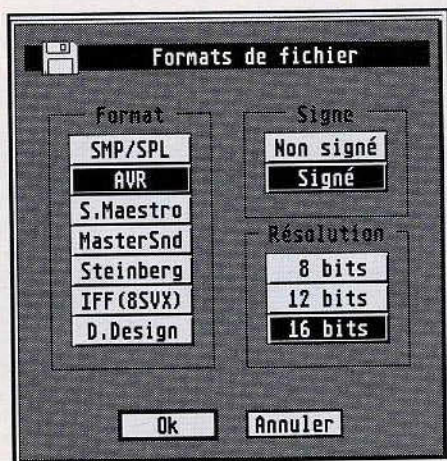 Formats de fichier
Format
SMP/SPL
AVR
S.Maestro
MasterSnd
Steinberg
IFF(8SVX)
D.Design
Signe
Non signé
Signé
Résolution
8 bits
12 bits
16 bits
Ok
Annuler